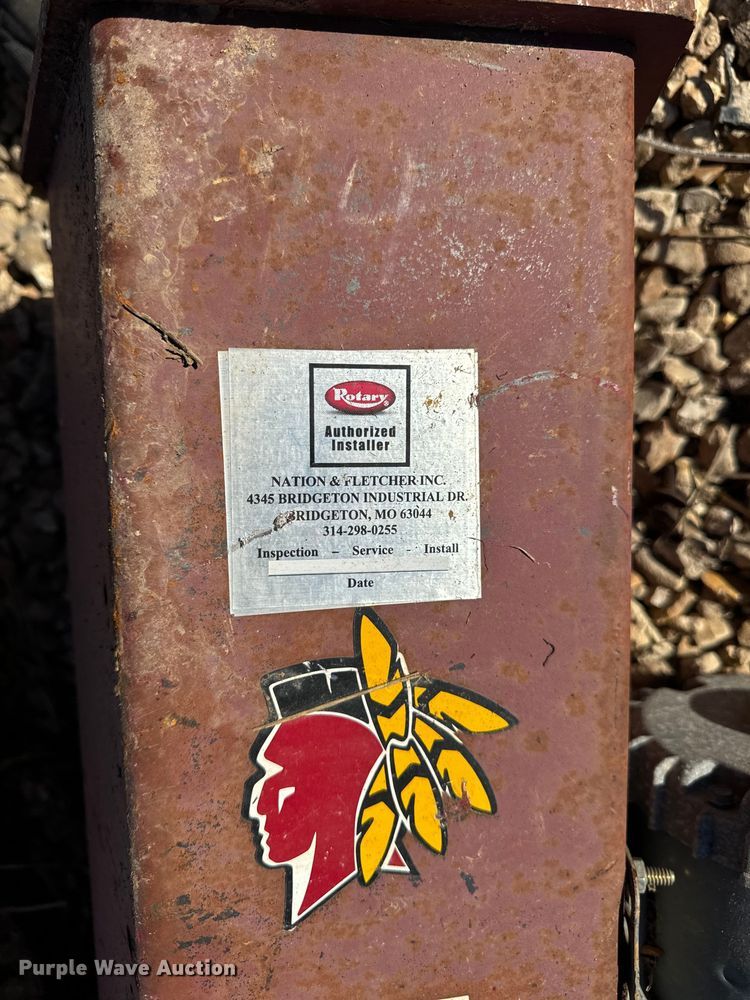 Rotary
Authorized
Installer
NATION & FLETCHER INC.
4345 BRIDGETON INDUSTRIAL DR.
BRIDGETON, MO 63044
314-298-0255
Inspection – Service - Install
Date
Purple Wave Auction